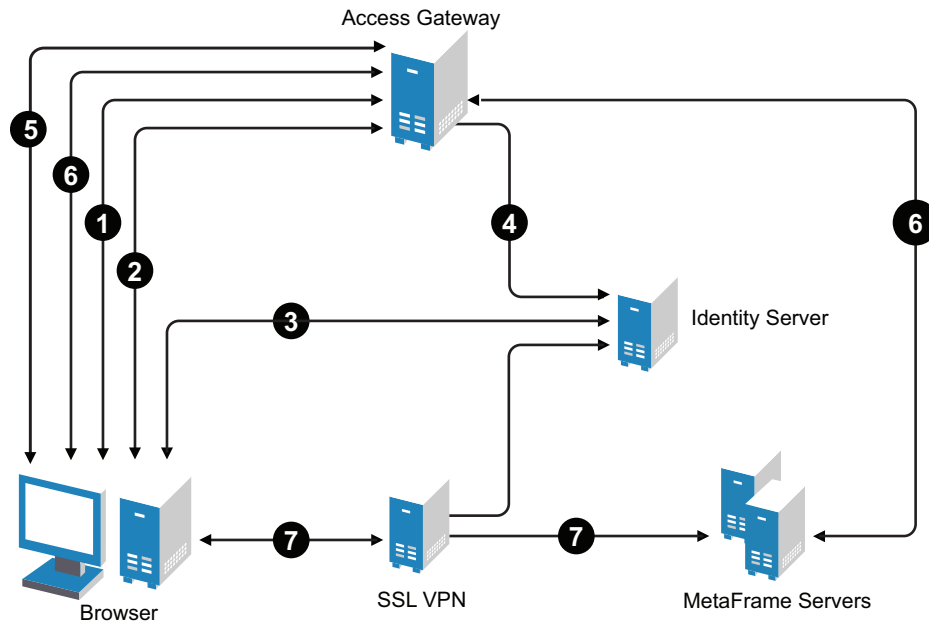 Access Gateway
5
6
1
2
4
6
3
Identity Server
7
7
Browser
SSL VPN
MetaFrame Servers